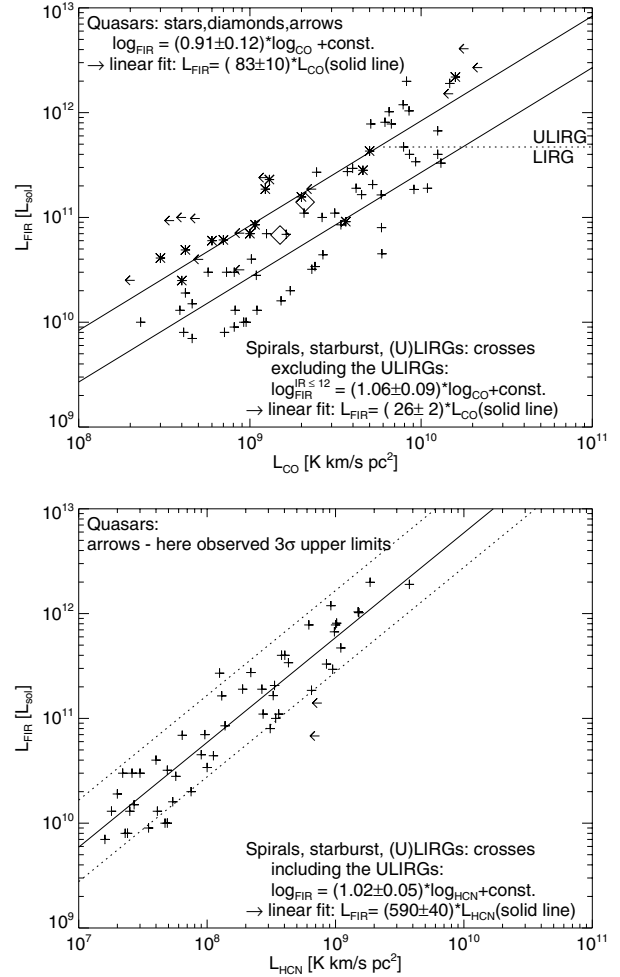 Quasars: stars,diamonds,arrows
log_FIR = (0.91±0.12)*log_CO +const.
→ linear fit: L_FIR= ( 83±10)*L_CO(solid line)
10^13
10^12
10^11
10^10
10^9
L_FIR [L_sol]
ULIRG
LIRG
Spirals, starburst, (U)LIRGs: crosses
excluding the ULIRGs:
log_FIR^IR ≤ 12 = (1.06±0.09)*log_CO+const.
→ linear fit: L_FIR= ( 26± 2)*L_CO(solid line)
10^8 10^9 10^10 10^11
L_CO [K km/s pc^2]
Quasars:
arrows - here observed 3σ upper limits
10^13
10^12
10^11
10^10
10^9
L_FIR [L_sol]
Spirals, starburst, (U)LIRGs: crosses
including the ULIRGs:
log_FIR = (1.02±0.05)*log_HCN+const.
→ linear fit: L_FIR= (590±40)*L_HCN(solid line)
10^7 10^8 10^9 10^10 10^11
L_HCN [K km/s pc^2]